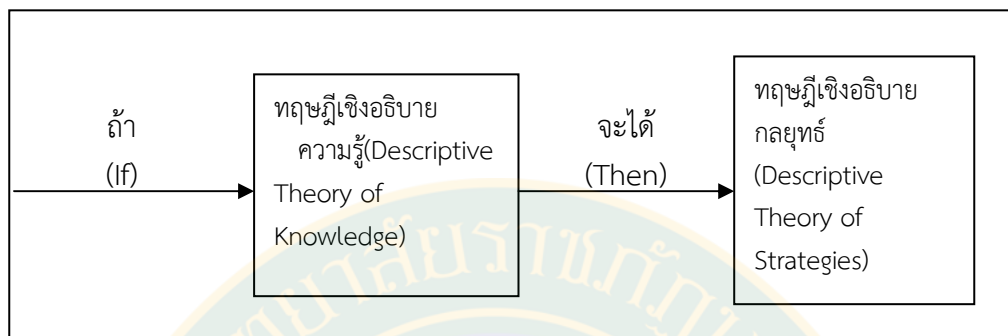 ถ้า
(If)
ทฤษฎีเชิงอธิบาย
ความรู้(Descriptive
Theory of
Knowledge)
จะได้
(Then)
ทฤษฎีเชิงอธิบาย
กลยุทธ์
(Descriptive
Theory of
Strategies)